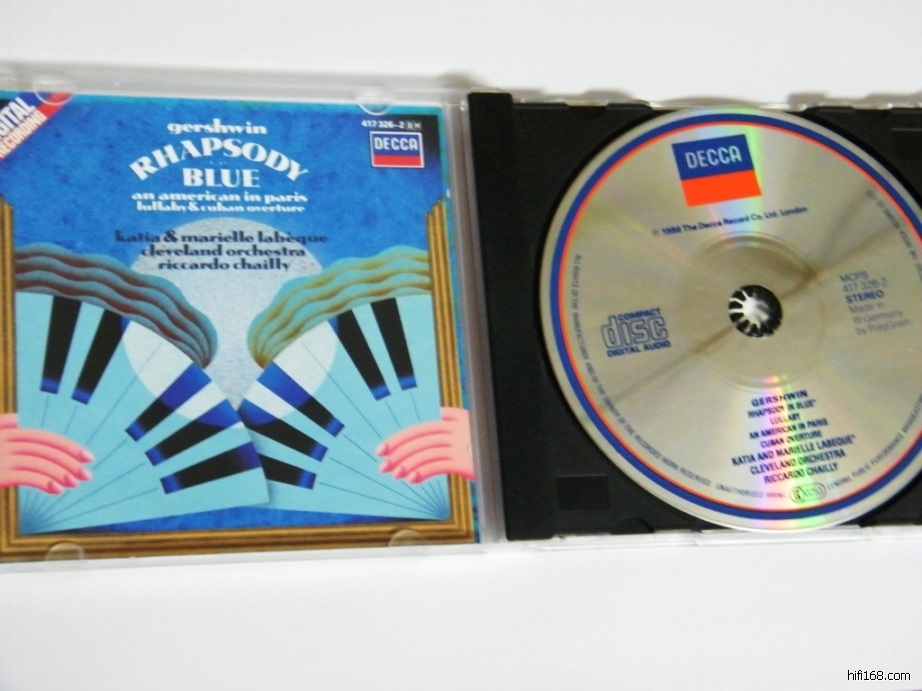 DIGITAL
RECORDING
gershwin
417 326-2 DH
RHAPSODY
BLUE
DECCA
an american in paris
lullaby & cuban overture
katia & marielle labèque
cleveland orchestra
riccardo chailly
DECCA
The Decca Record Co. Ltd. London
COMPACT
disc
DIGITAL AUDIO
MCPS
417 326-2
STEREO
Made in
W.Germany
by PolyGram
GERSHWIN
RHAPSODY IN BLUE*
LULLABY
AN AMERICAN IN PARIS
CUBAN OVERTURE
KATIA AND MARIELLE LABEQUE*
CLEVELAND ORCHESTRA
RICCARDO CHAILLY
hifi168.com